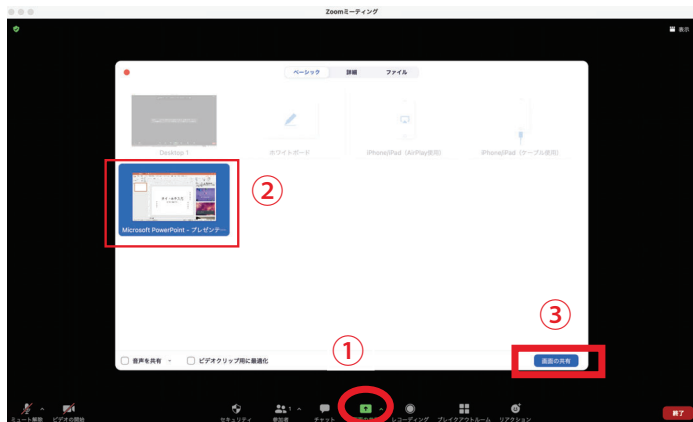 Zoomミーティング
表示
ベーシック 詳細 ファイル
Desktop 1 ホワイトボード iPhone/iPad（AirPlay使用） iPhone/iPad（ケーブル使用）
②
Microsoft PowerPoint – プレゼンテ…
③
①
音声を共有 ビデオクリップ用に最適化 画面の共有
ミュート解除 ビデオの開始 セキュリティ 参加者 1 チャット レコーディング ブレイクアウトルーム リアクション 終了